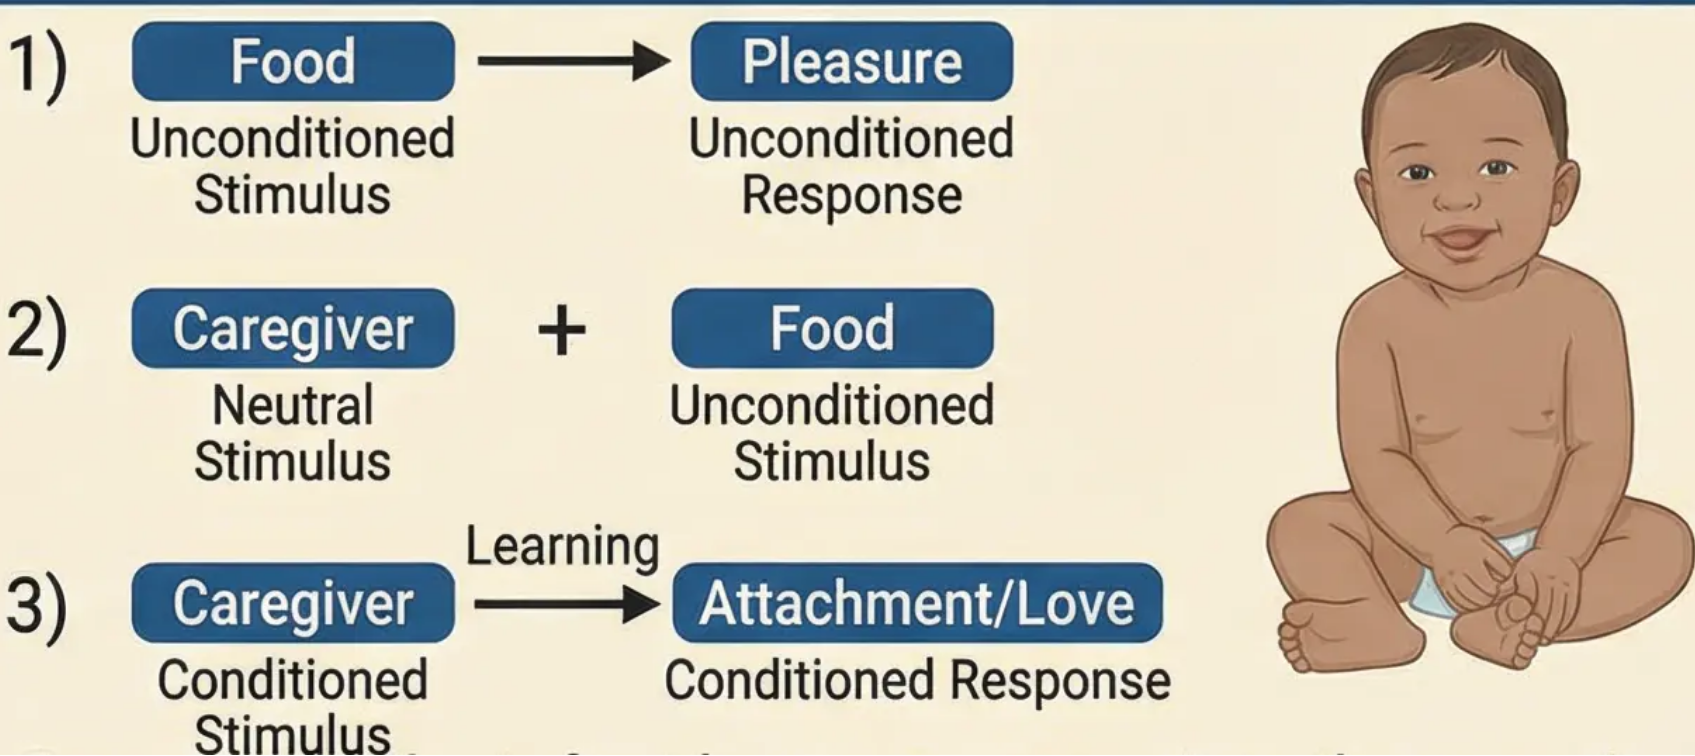 1) Food Pleasure
Unconditioned Unconditioned
Stimulus Response
2) Caregiver + Food
Neutral Unconditioned
Stimulus Stimulus
Learning
3) Caregiver Attachment/Love
Conditioned Conditioned Response
Stimulus